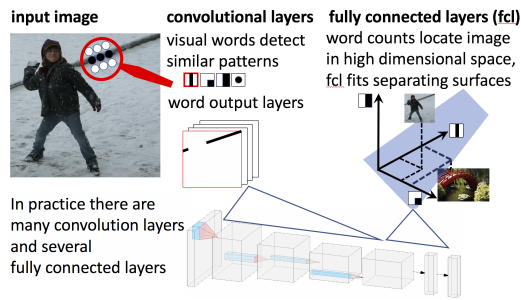 input image
convolutional layers
visual words detect
similar patterns
word output layers
fully connected layers (fcl)
word counts locate image
in high dimensional space,
fcl fits separating surfaces
In practice there are
many convolution layers
and several
fully connected layers